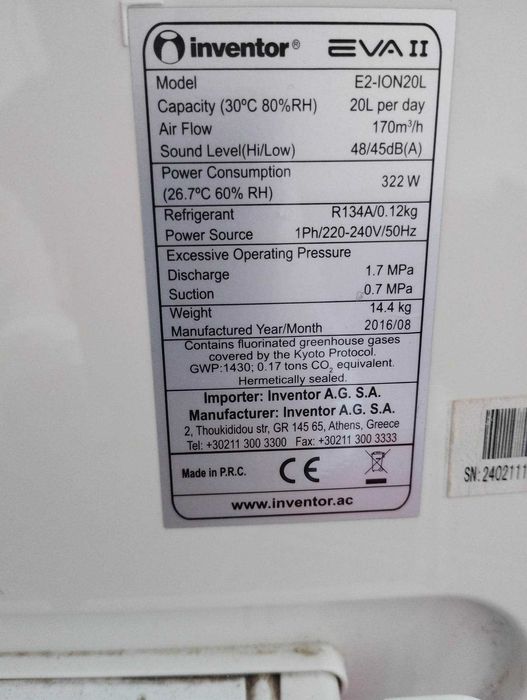 inventor® EVA II
Model E2-ION20L
Capacity (30ºC 80%RH) 20L per day
Air Flow 170m³/h
Sound Level(Hi/Low) 48/45dB(A)
Power Consumption
(26.7ºC 60% RH) 322 W
Refrigerant R134A/0.12kg
Power Source 1Ph/220-240V/50Hz
Excessive Operating Pressure
Discharge 1.7 MPa
Suction 0.7 MPa
Weight 14.4 kg
Manufactured Year/Month 2016/08
Contains fluorinated greenhouse gases
covered by the Kyoto Protocol.
GWP:1430; 0.17 tons CO₂ equivalent.
Hermetically sealed.
Importer: Inventor A.G. S.A.
Manufacturer: Inventor A.G. S.A.
2, Thoukididou str, GR 145 65, Athens, Greece
Tel: +30211 300 3300 Fax: +30211 300 3333
Made in P.R.C. CE
www.inventor.ac
SN:2402111